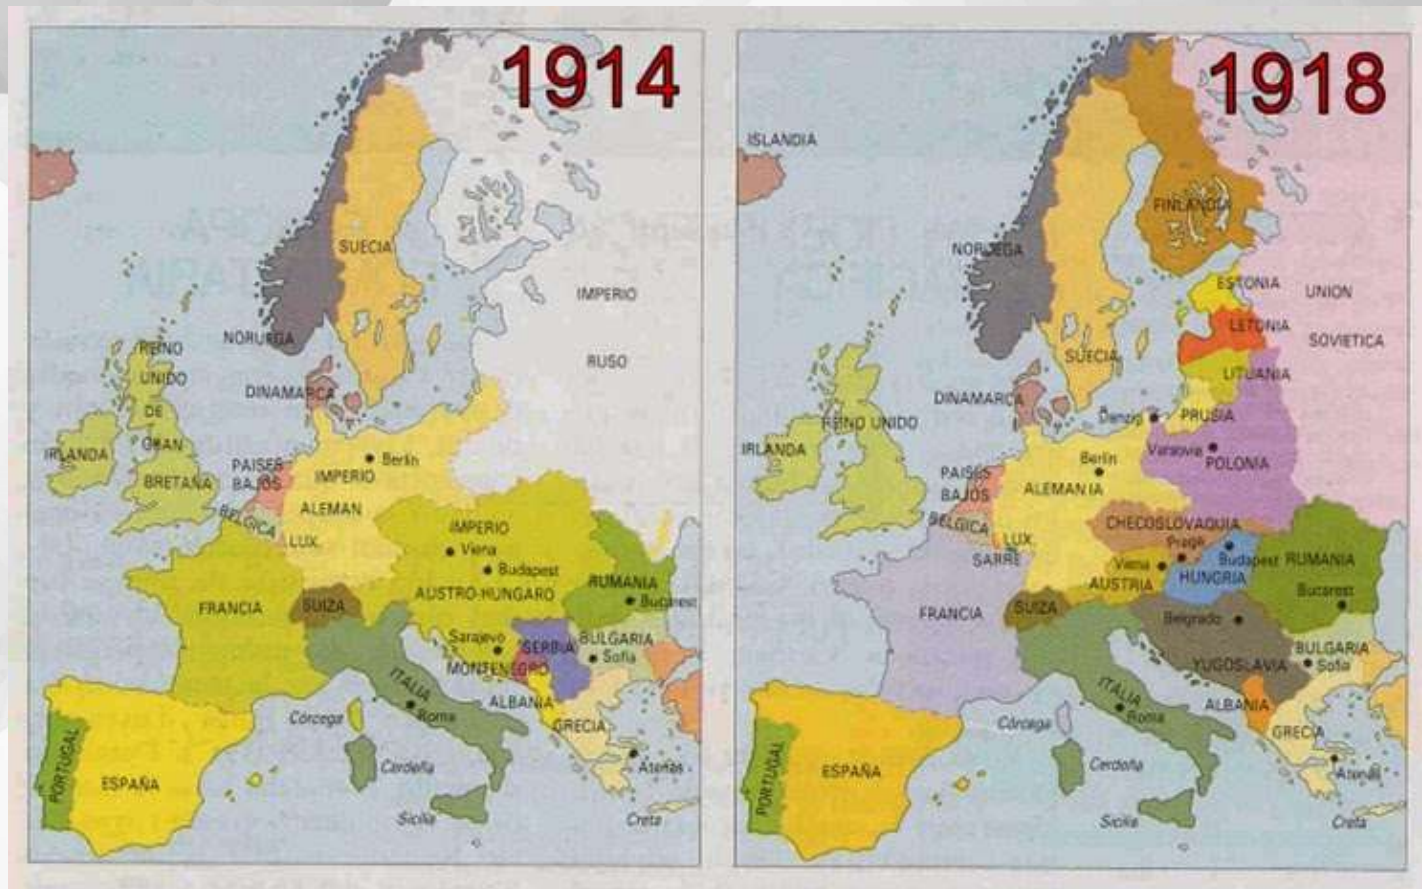 1914
SUECIA
IMPERIO
RUSO
NORUEGA
REINO
UNIDO
DE
GRAN
BRETAÑA
IRLANDA
DINAMARCA
PAISES
BAJOS
BELGICA
LUX.
Berlin
IMPERIO
ALEMAN
IMPERIO
Viena
Budapest
AUSTRO-HUNGARO
RUMANIA
Bucarest
FRANCIA
SUIZA
Sarajevo
SERBIA
BULGARIA
Sofia
MONTENEGRO
ITALIA
Roma
ALBANIA
GRECIA
Atenas
Córcega
Cerdeña
Sicilia
Creta
PORTUGAL
ESPAÑA
1918
ISLANDIA
FINLANDIA
NORUEGA
SUECIA
ESTONIA
UNION
SOVIETICA
LETONIA
LITUANIA
DINAMARCA
Danzig
PRUSIA
REINO UNIDO
IRLANDA
Varsovia
POLONIA
PAISES
BAJOS
Berlin
ALEMANIA
BELGICA
LUX
SARRE
CHECOSLOVAQUIA
Praga
Viena
Budapest
RUMANIA
AUSTRIA
HUNGRIA
Bucarest
FRANCIA
SUIZA
Belgrado
YUGOSLAVIA
BULGARIA
Sofia
ITALIA
Roma
ALBANIA
GRECIA
Atenas
Córcega
Cerdeña
Sicilia
Creta
PORTUGAL
ESPAÑA